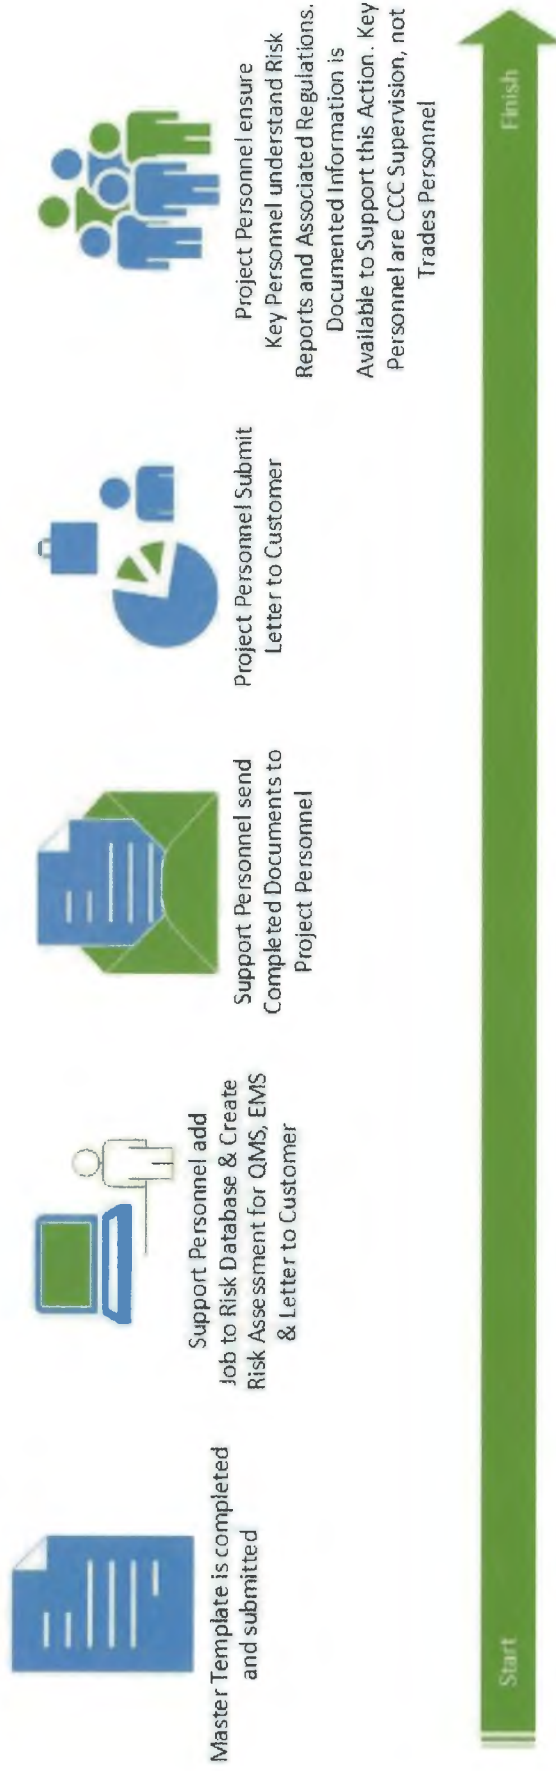 Master Template is completed
and submitted
Support Personnel add
Job to Risk Database & Create
Risk Assessment for QMS, EMS
& Letter to Customer
Support Personnel send
Completed Documents to
Project Personnel
Project Personnel Submit
Letter to Customer
Project Personnel ensure
Key Personnel understand Risk
Reports and Associated Regulations.
Documented Information is
Available to Support this Action. Key
Personnel are CCC Supervision, not
Trades Personnel
Start
Finish